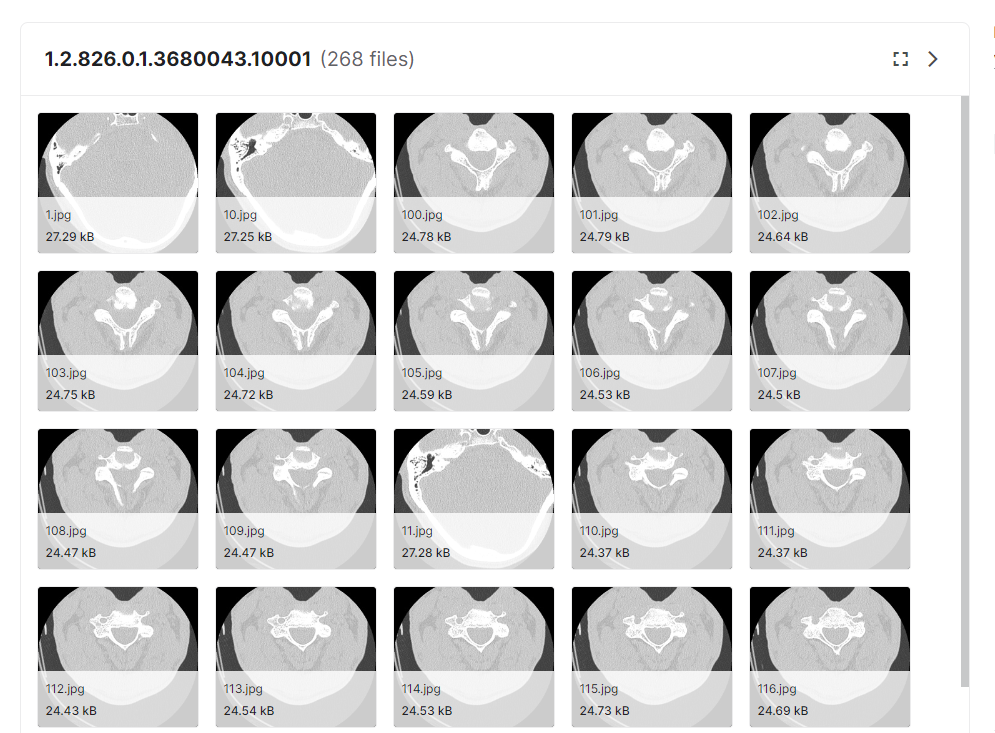 1.2.826.0.1.3680043.10001 (268 files)
1.jpg
27.29 kB
10.jpg
27.25 kB
100.jpg
24.78 kB
101.jpg
24.79 kB
102.jpg
24.64 kB
103.jpg
24.75 kB
104.jpg
24.72 kB
105.jpg
24.59 kB
106.jpg
24.53 kB
107.jpg
24.5 kB
108.jpg
24.47 kB
109.jpg
24.47 kB
11.jpg
27.28 kB
110.jpg
24.37 kB
111.jpg
24.37 kB
112.jpg
24.43 kB
113.jpg
24.54 kB
114.jpg
24.53 kB
115.jpg
24.73 kB
116.jpg
24.69 kB